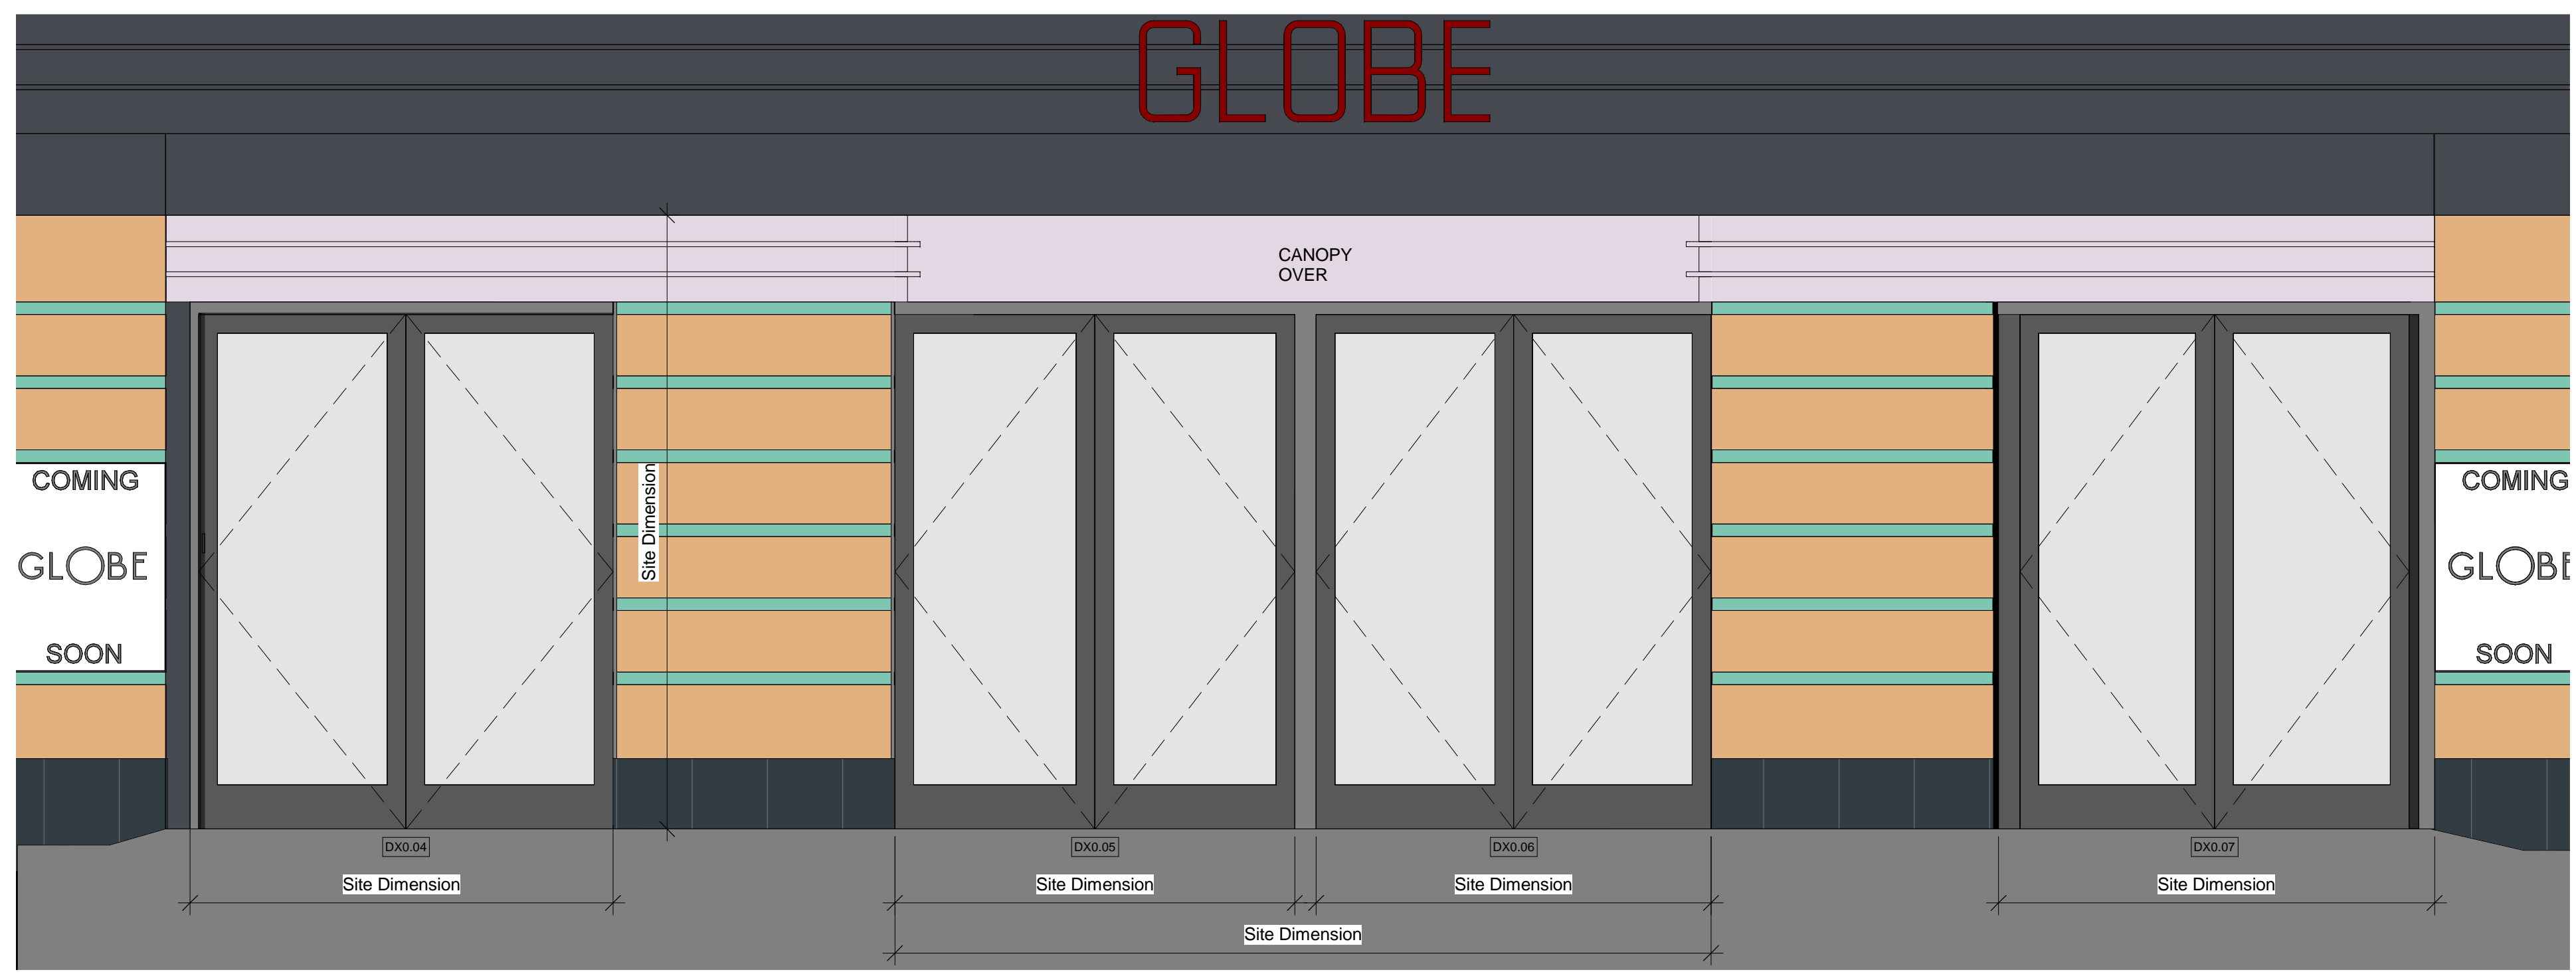 GLOBE
CANOPY
OVER
COMING
GLOBE
SOON
Site Dimension
COMING
GLOBE
SOON
DX0.04
DX0.05
DX0.06
DX0.07
Site Dimension
Site Dimension
Site Dimension
Site Dimension
Site Dimension